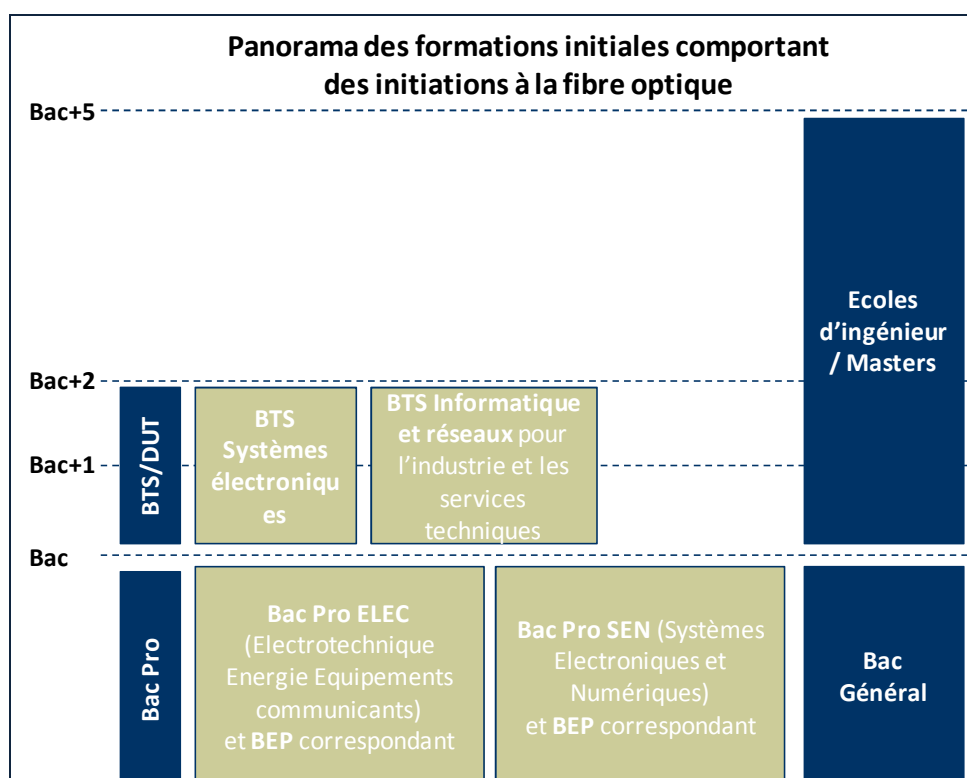 Panorama des formations initiales comportant
des initiations à la fibre optique
Bac+5
Ecoles
d'ingénieur
/ Masters
Bac+2
BTS/DUT
BTS
Systèmes
électroniqu
es
BTS Informatique
et réseaux pour
l'industrie et les
services
techniques
Bac+1
Bac
Bac Pro
Bac Pro ELEC
(Electrotechnique
Energie Equipements
communicants)
et BEP correspondant
Bac Pro SEN (Systèmes
Electroniques et
Numériques)
et BEP correspondant
Bac
Général